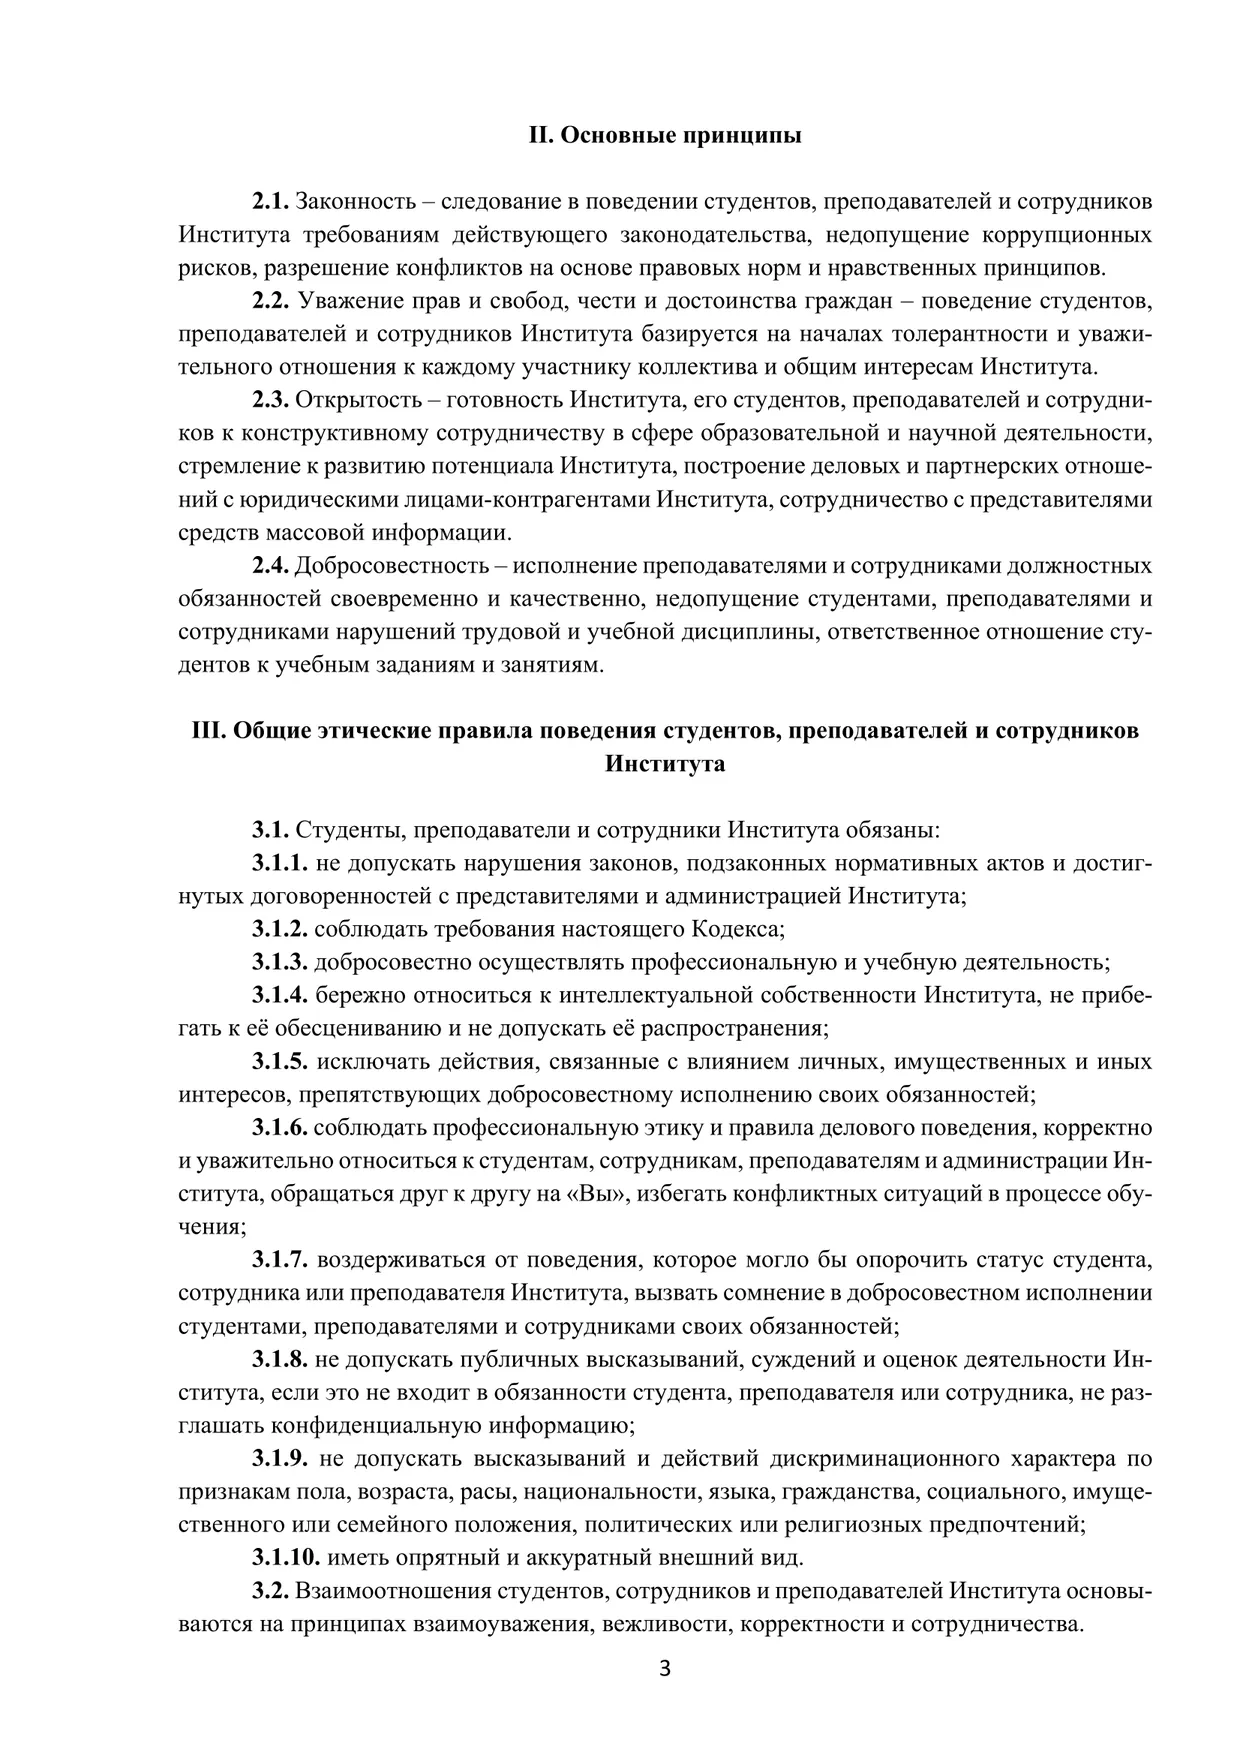 II. Основные принципы
2.1. Законность – следование в поведении студентов, преподавателей и сотрудников
Института требованиям действующего законодательства, недопущение коррупционных
рисков, разрешение конфликтов на основе правовых норм и нравственных принципов.
2.2. Уважение прав и свобод, чести и достоинства граждан – поведение студентов,
преподавателей и сотрудников Института базируется на началах толерантности и уважи-
тельного отношения к каждому участнику коллектива и общим интересам Института.
2.3. Открытость – готовность Института, его студентов, преподавателей и сотрудни-
ков к конструктивному сотрудничеству в сфере образовательной и научной деятельности,
стремление к развитию потенциала Института, построение деловых и партнерских отноше-
ний с юридическими лицами-контрагентами Института, сотрудничество с представителями
средств массовой информации.
2.4. Добросовестность – исполнение преподавателями и сотрудниками должностных
обязанностей своевременно и качественно, недопущение студентами, преподавателями и
сотрудниками нарушений трудовой и учебной дисциплины, ответственное отношение сту-
дентов к учебным заданиям и занятиям.
III. Общие этические правила поведения студентов, преподавателей и сотрудников
Института
3.1. Студенты, преподаватели и сотрудники Института обязаны:
3.1.1. не допускать нарушения законов, подзаконных нормативных актов и достиг-
нутых договоренностей с представителями и администрацией Института;
3.1.2. соблюдать требования настоящего Кодекса;
3.1.3. добросовестно осуществлять профессиональную и учебную деятельность;
3.1.4. бережно относиться к интеллектуальной собственности Института, не прибе-
гать к её обесцениванию и не допускать её распространения;
3.1.5. исключать действия, связанные с влиянием личных, имущественных и иных
интересов, препятствующих добросовестному исполнению своих обязанностей;
3.1.6. соблюдать профессиональную этику и правила делового поведения, корректно
и уважительно относиться к студентам, сотрудникам, преподавателям и администрации Ин-
ститута, обращаться друг к другу на «Вы», избегать конфликтных ситуаций в процессе обу-
чения;
3.1.7. воздерживаться от поведения, которое могло бы опорочить статус студента,
сотрудника или преподавателя Института, вызвать сомнение в добросовестном исполнении
студентами, преподавателями и сотрудниками своих обязанностей;
3.1.8. не допускать публичных высказываний, суждений и оценок деятельности Ин-
ститута, если это не входит в обязанности студента, преподавателя или сотрудника, не раз-
глашать конфиденциальную информацию;
3.1.9. не допускать высказываний и действий дискриминационного характера по
признакам пола, возраста, расы, национальности, языка, гражданства, социального, имуще-
ственного или семейного положения, политических или религиозных предпочтений;
3.1.10. иметь опрятный и аккуратный внешний вид.
3.2. Взаимоотношения студентов, сотрудников и преподавателей Института основы-
ваются на принципах взаимоуважения, вежливости, корректности и сотрудничества.
3